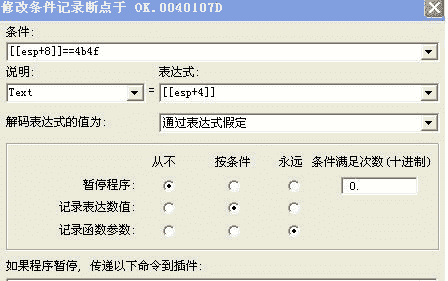 修改条件记录断点于 OK.0040107D
条件:
[[esp+8]]==4b4f
说明: 表达式:
Text = [[esp+4]]
解码表达式的值为: 通过表达式假定
从不 按条件 永远 条件满足次数(十进制)
暂停程序: 0.
记录表达数值:
记录函数参数:
如果程序暂停, 传递以下命令到插件: